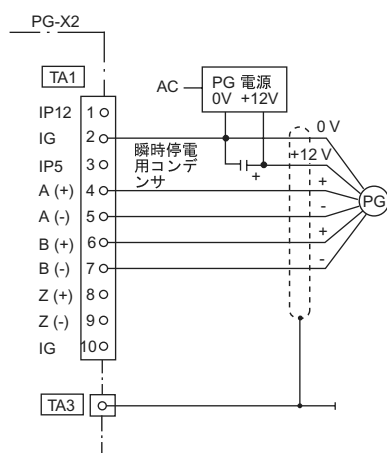 PG-X2
TA1
AC
PG 電源
0V +12V
IP12 1
IG 2
IP5 3
A (+) 4
A (-) 5
B (+) 6
B (-) 7
Z (+) 8
Z (-) 9
IG 10
瞬時停電
用コンデ
ンサ
+
0 V
+12 V
+
-
+
-
PG
TA3